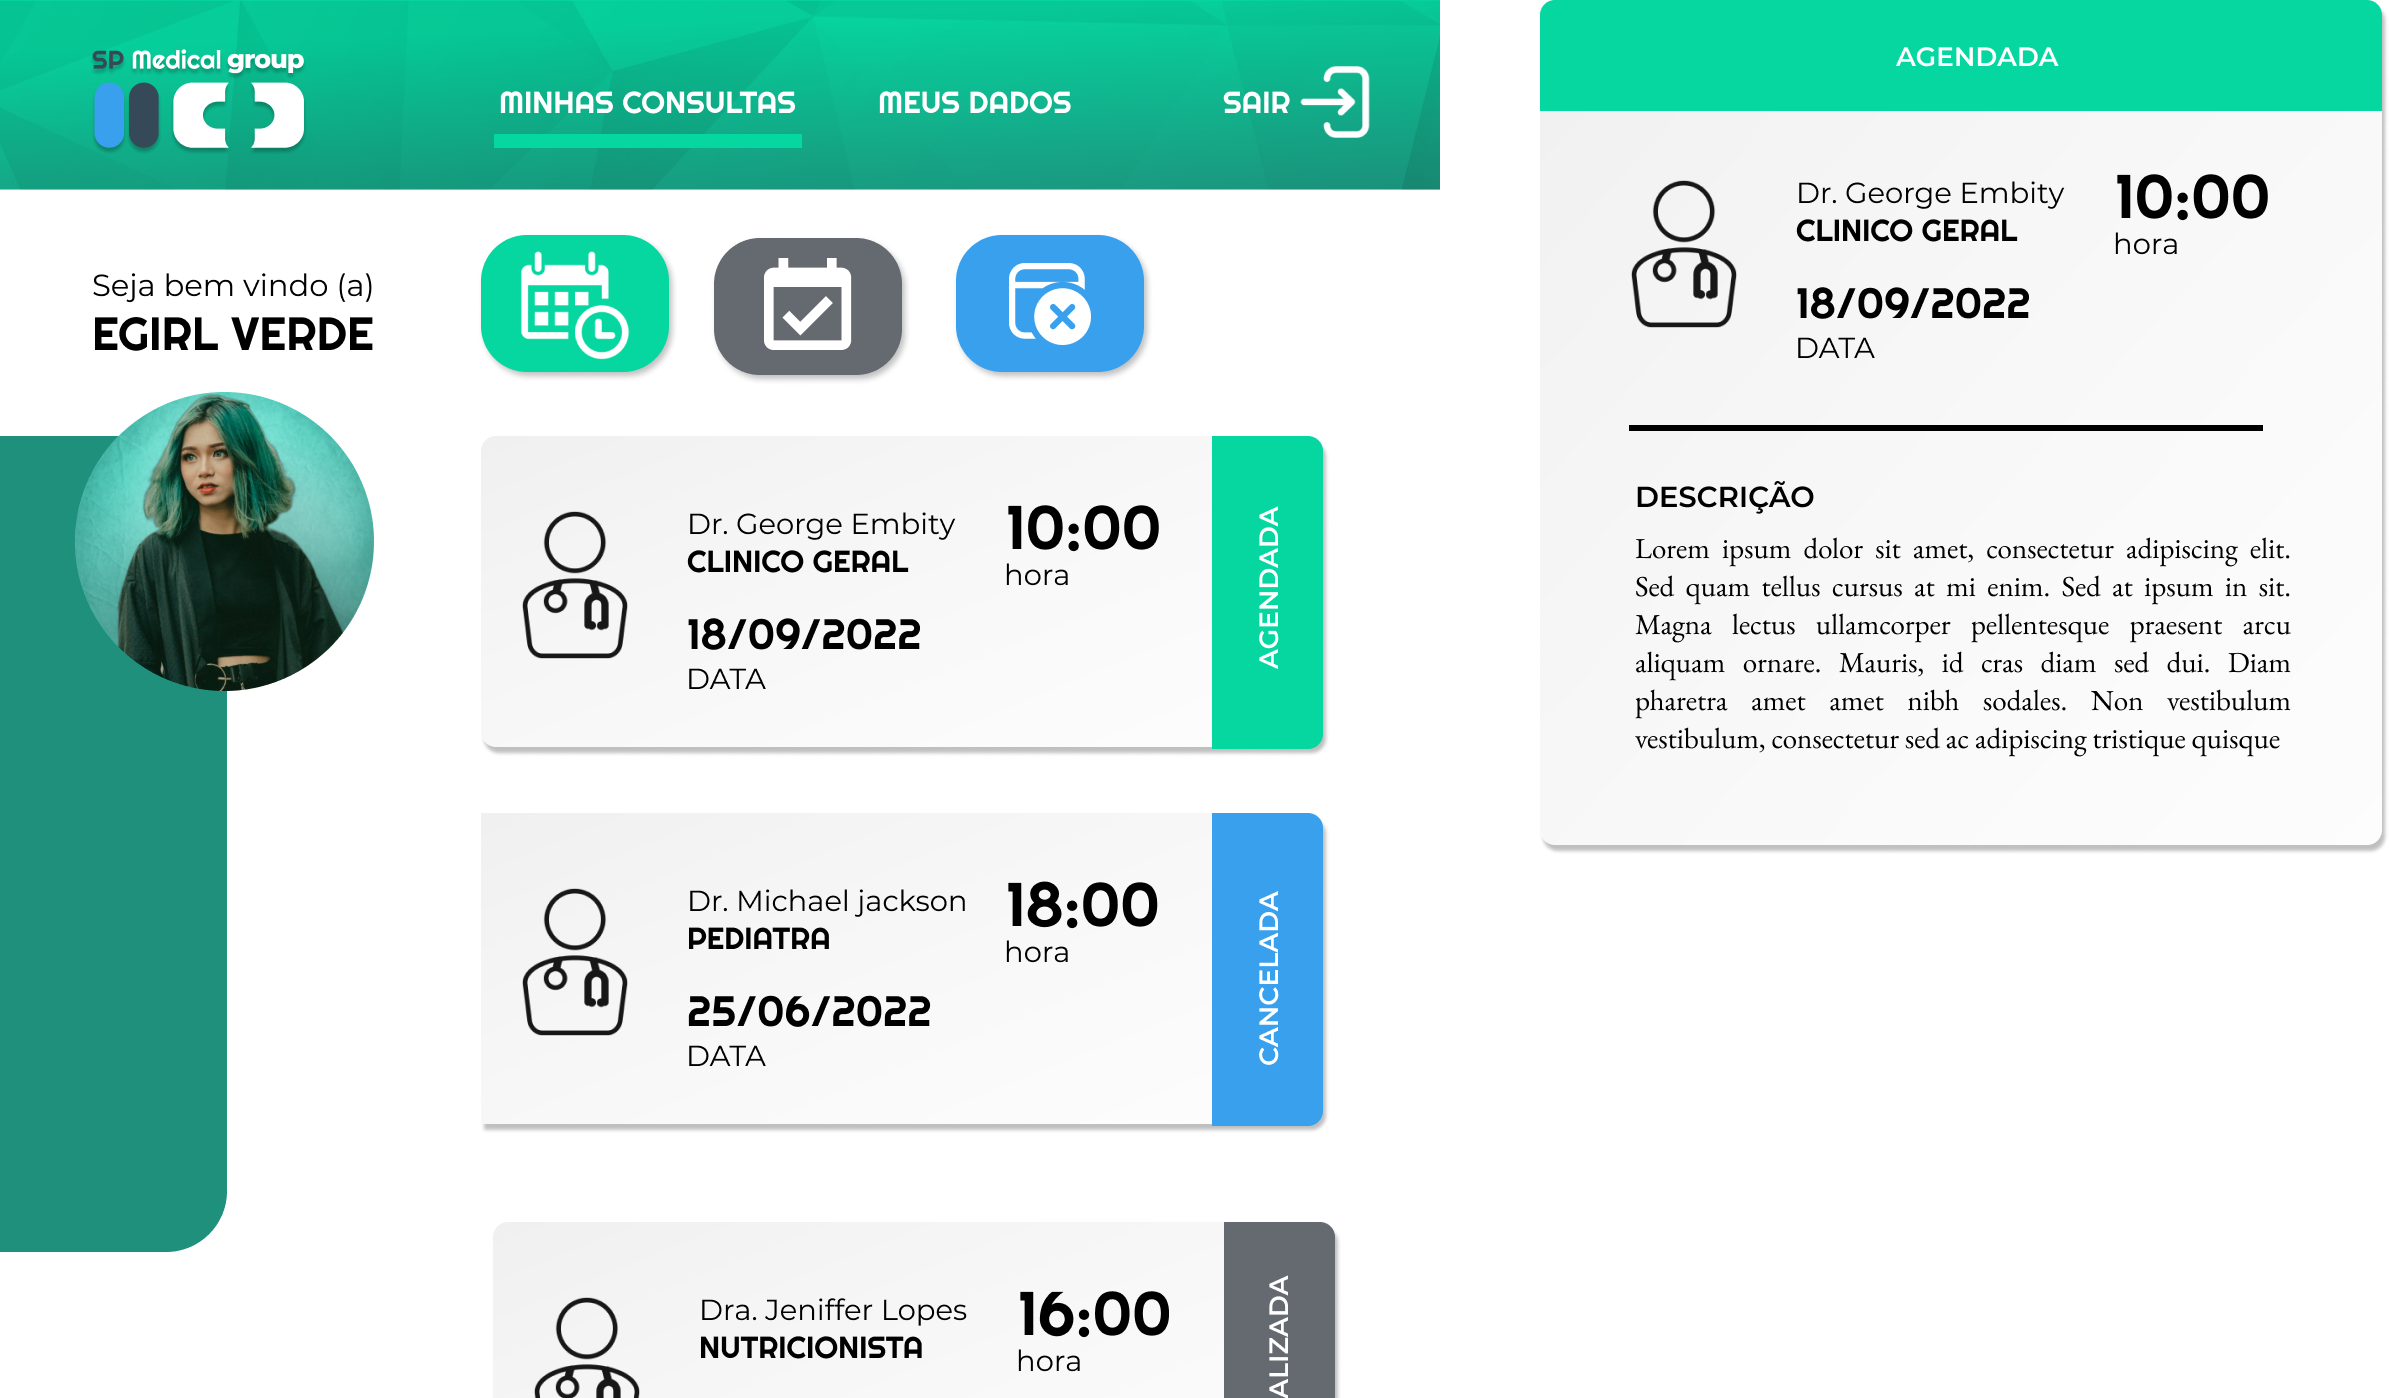 SP Medical group
MINHAS CONSULTAS
MEUS DADOS
SAIR
Seja bem vindo (a)
EGIRL VERDE
Dr. George Embity
CLINICO GERAL
10:00
hora
18/09/2022
DATA
AGENDADA
Dr. Michael jackson
PEDIATRA
18:00
hora
25/06/2022
DATA
CANCELADA
Dra. Jeniffer Lopes
NUTRICIONISTA
16:00
hora
ALIZADA
AGENDADA
Dr. George Embity
CLINICO GERAL
10:00
hora
18/09/2022
DATA
DESCRIÇÃO
Lorem ipsum dolor sit amet, consectetur adipiscing elit.
Sed quam tellus cursus at mi enim. Sed at ipsum in sit.
Magna lectus ullamcorper pellentesque praesent arcu
aliquam ornare. Mauris, id cras diam sed dui. Diam
pharetra amet amet nibh sodales. Non vestibulum
vestibulum, consectetur sed ac adipiscing tristique quisque